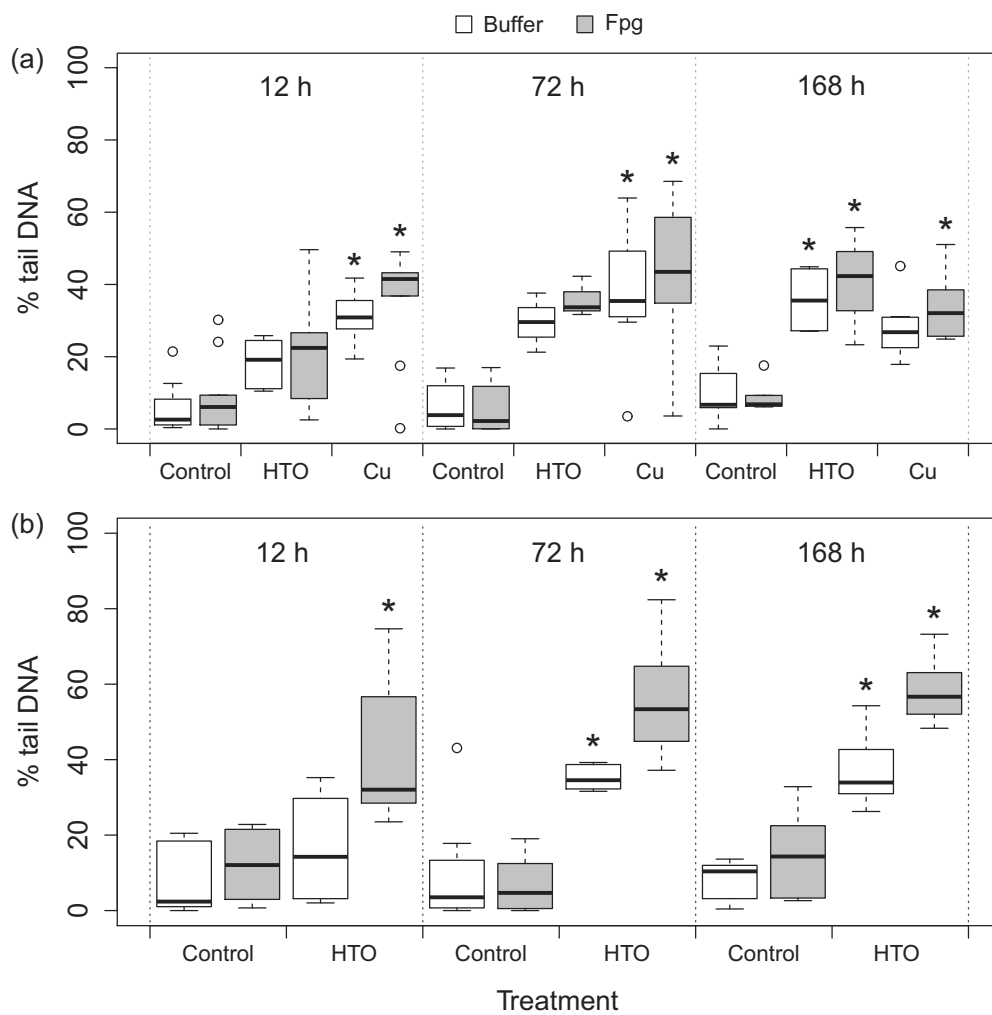 Buffer Fpg
(a)
% tail DNA
100
80
60
40
20
0
12 h 72 h 168 h
* * * * * * *
Control HTO Cu Control HTO Cu Control HTO Cu
(b)
% tail DNA
100
80
60
40
20
0
12 h 72 h 168 h
* * * * *
Control HTO Control HTO Control HTO
Treatment